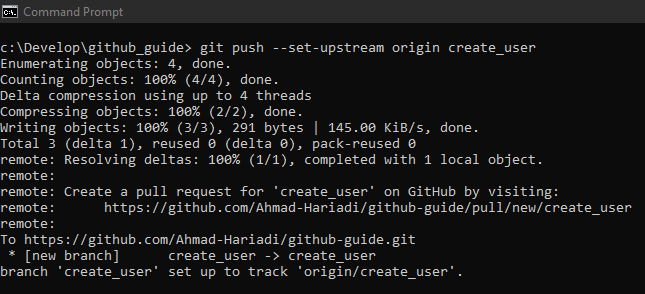 Command Prompt
c:\Develop\github_guide> git push --set-upstream origin create_user
Enumerating objects: 4, done.
Counting objects: 100% (4/4), done.
Delta compression using up to 4 threads
Compressing objects: 100% (2/2), done.
Writing objects: 100% (3/3), 291 bytes | 145.00 KiB/s, done.
Total 3 (delta 1), reused 0 (delta 0), pack-reused 0
remote: Resolving deltas: 100% (1/1), completed with 1 local object.
remote:
remote: Create a pull request for 'create_user' on GitHub by visiting:
remote:      https://github.com/Ahmad-Hariadi/github-guide/pull/new/create_user
remote:
To https://github.com/Ahmad-Hariadi/github-guide.git
 * [new branch]      create_user -> create_user
branch 'create_user' set up to track 'origin/create_user'.